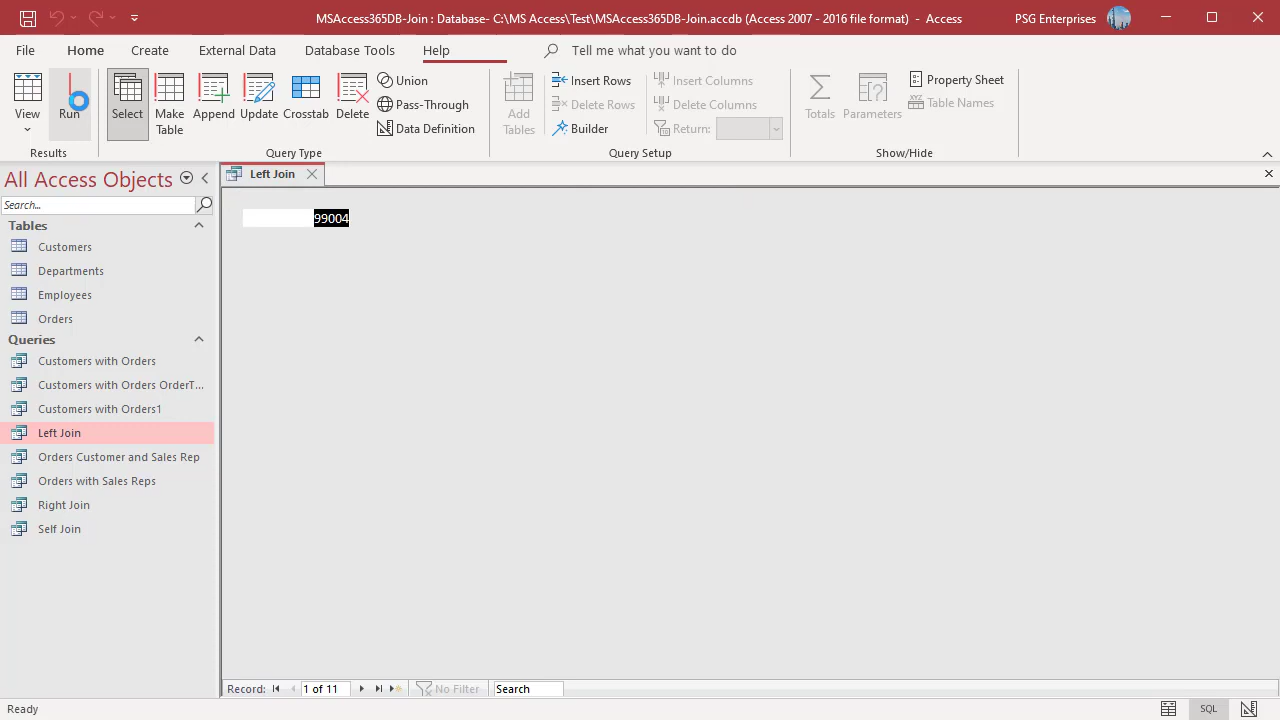 MSAccess365DB-Join : Database- C:\MS Access\Test\MSAccess365DB-Join.accdb (Access 2007 - 2016 file format) - Access
PSG Enterprises
File Home Create External Data Database Tools Help Tell me what you want to do
View
Run
Results
Select
Make Table
Append
Update
Crosstab
Delete
Union
Pass-Through
Data Definition
Query Type
Add Tables
Insert Rows
Delete Rows
Builder
Insert Columns
Delete Columns
Return:
Query Setup
Totals
Parameters
Property Sheet
XYZ Table Names
Show/Hide
All Access Objects
Search...
Tables
Customers
Departments
Employees
Orders
Queries
Customers with Orders
Customers with Orders OrderT...
Customers with Orders1
Left Join
Orders Customer and Sales Rep
Orders with Sales Reps
Right Join
Self Join
Left Join
99004
Record: 1 of 11 No Filter Search
Ready
SQL